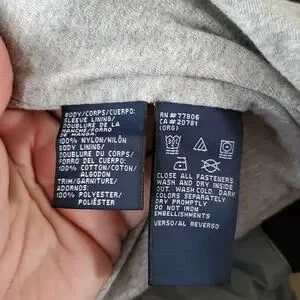 BODY/CORPS/CUERPO:
SLEEVE LINING/
DOUBLURE DE LA
MANCHE/FORRO
DE MANGA:
100% NYLON/NILÓN
BODY LINING/
DOUBLURE DU CORPS/
FORRO DEL CUERPO:
100% COTTON/COTON/
ALGODON
TRIM/GARNITURE/
ADORNOS:
100% POLYESTER/
POLIÉSTER
RN#77806
CA#20781
(ORG)
CLOSE ALL FASTENERS
WASH AND DRY INSIDE
OUT. WASH COLD. DARK
COLORS SEPARATELY
DRY PROMPTLY
DO NOT IRON
EMBELLISHMENTS
VERSO/AL REVERSO